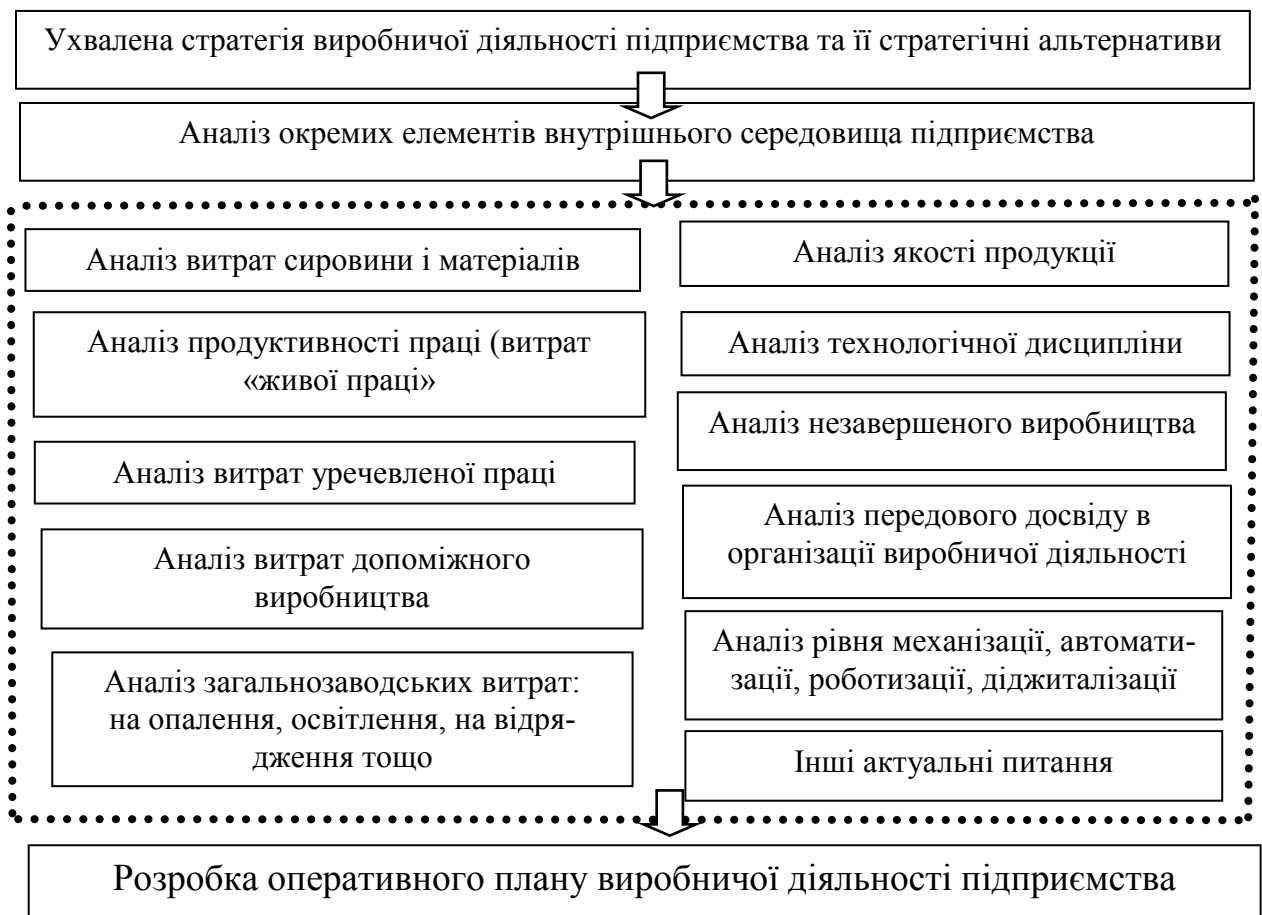 Ухвалена стратегія виробничої діяльності підприємства та її стратегічні альтернативи
Аналіз окремих елементів внутрішнього середовища підприємства
Аналіз витрат сировини і матеріалів
Аналіз продуктивності праці (витрат
«живої праці»
Аналіз витрат уречевленої праці
Аналіз витрат допоміжного
виробництва
Аналіз загальнозаводських витрат:
на опалення, освітлення, на відря-
дження тощо
Аналіз якості продукції
Аналіз технологічної дисципліни
Аналіз незавершеного виробництва
Аналіз передового досвіду в
організації виробничої діяльності
Аналіз рівня механізації, автомати-
зації, роботизації, діджиталізації
Інші актуальні питання
Розробка оперативного плану виробничої діяльності підприємства